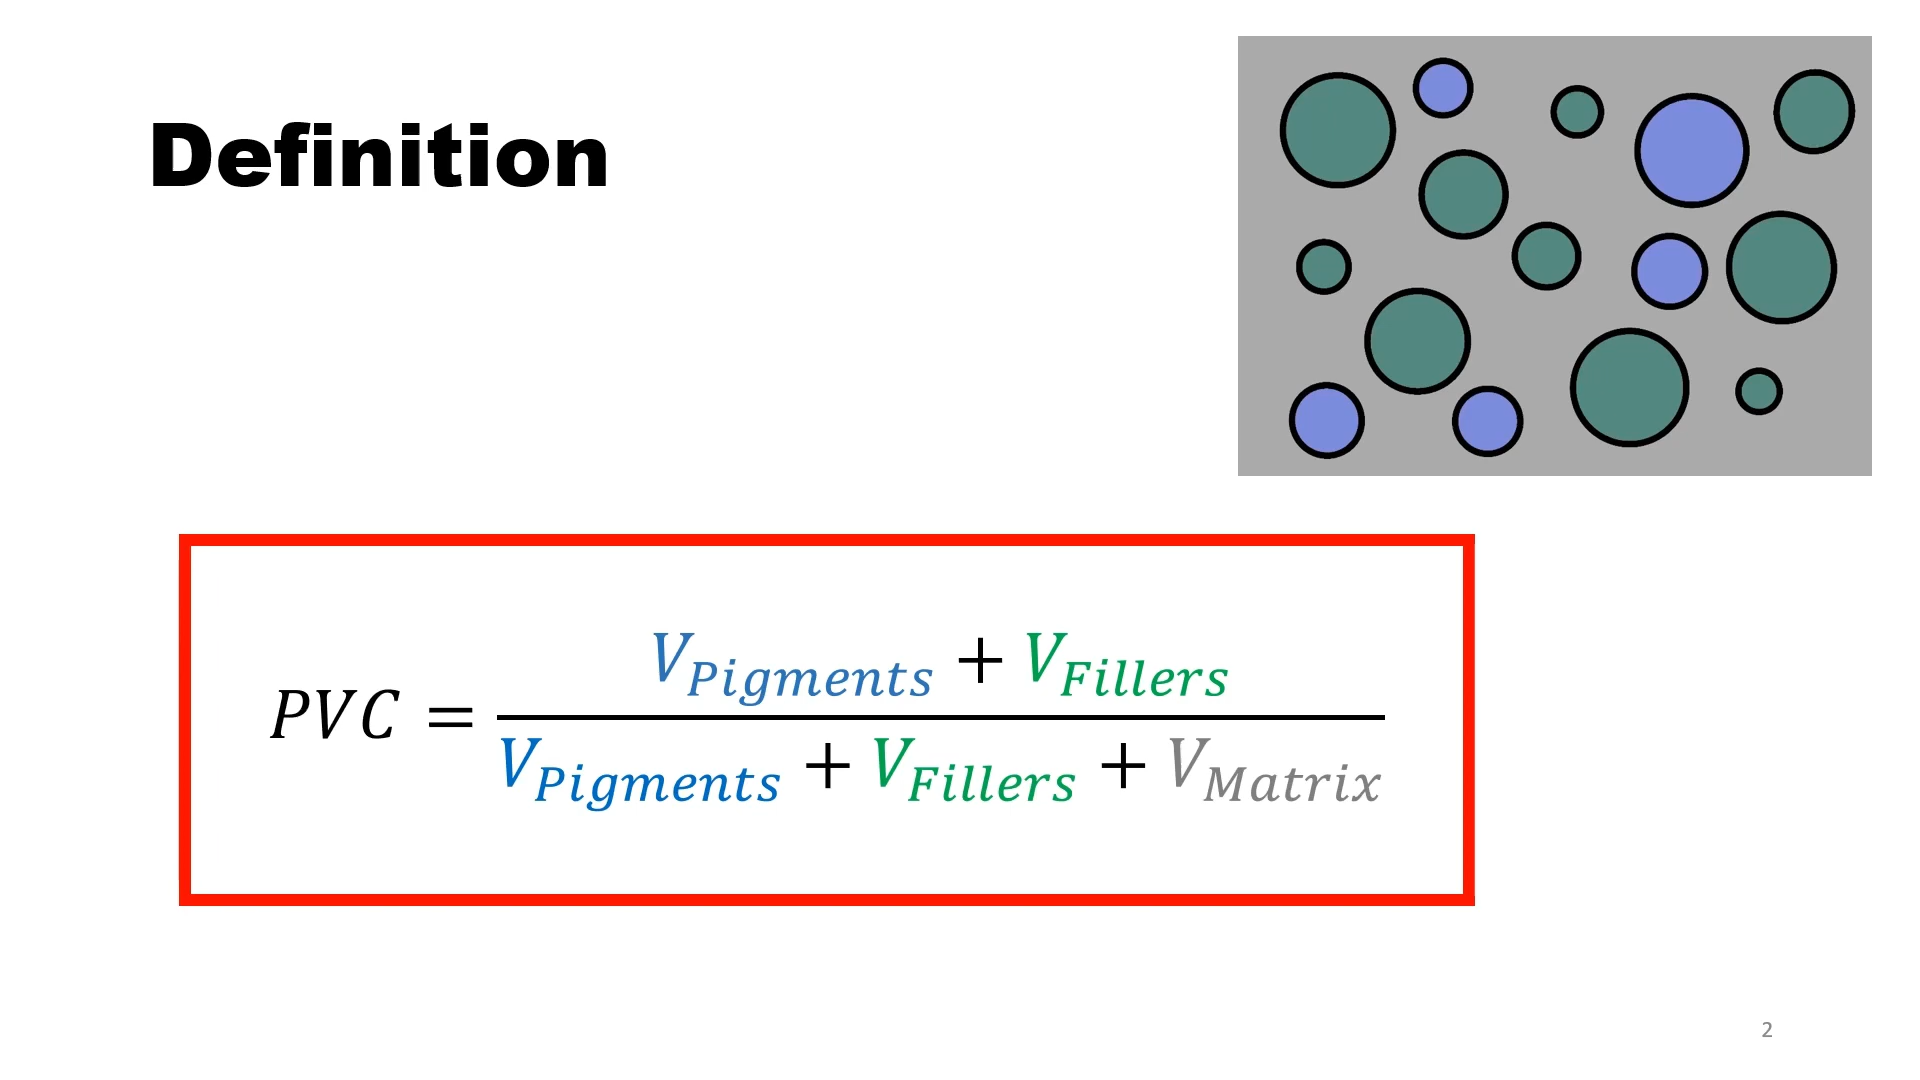 Definition
PVC = (V_Pigments + V_Fillers) / (V_Pigments + V_Fillers + V_Matrix)
2